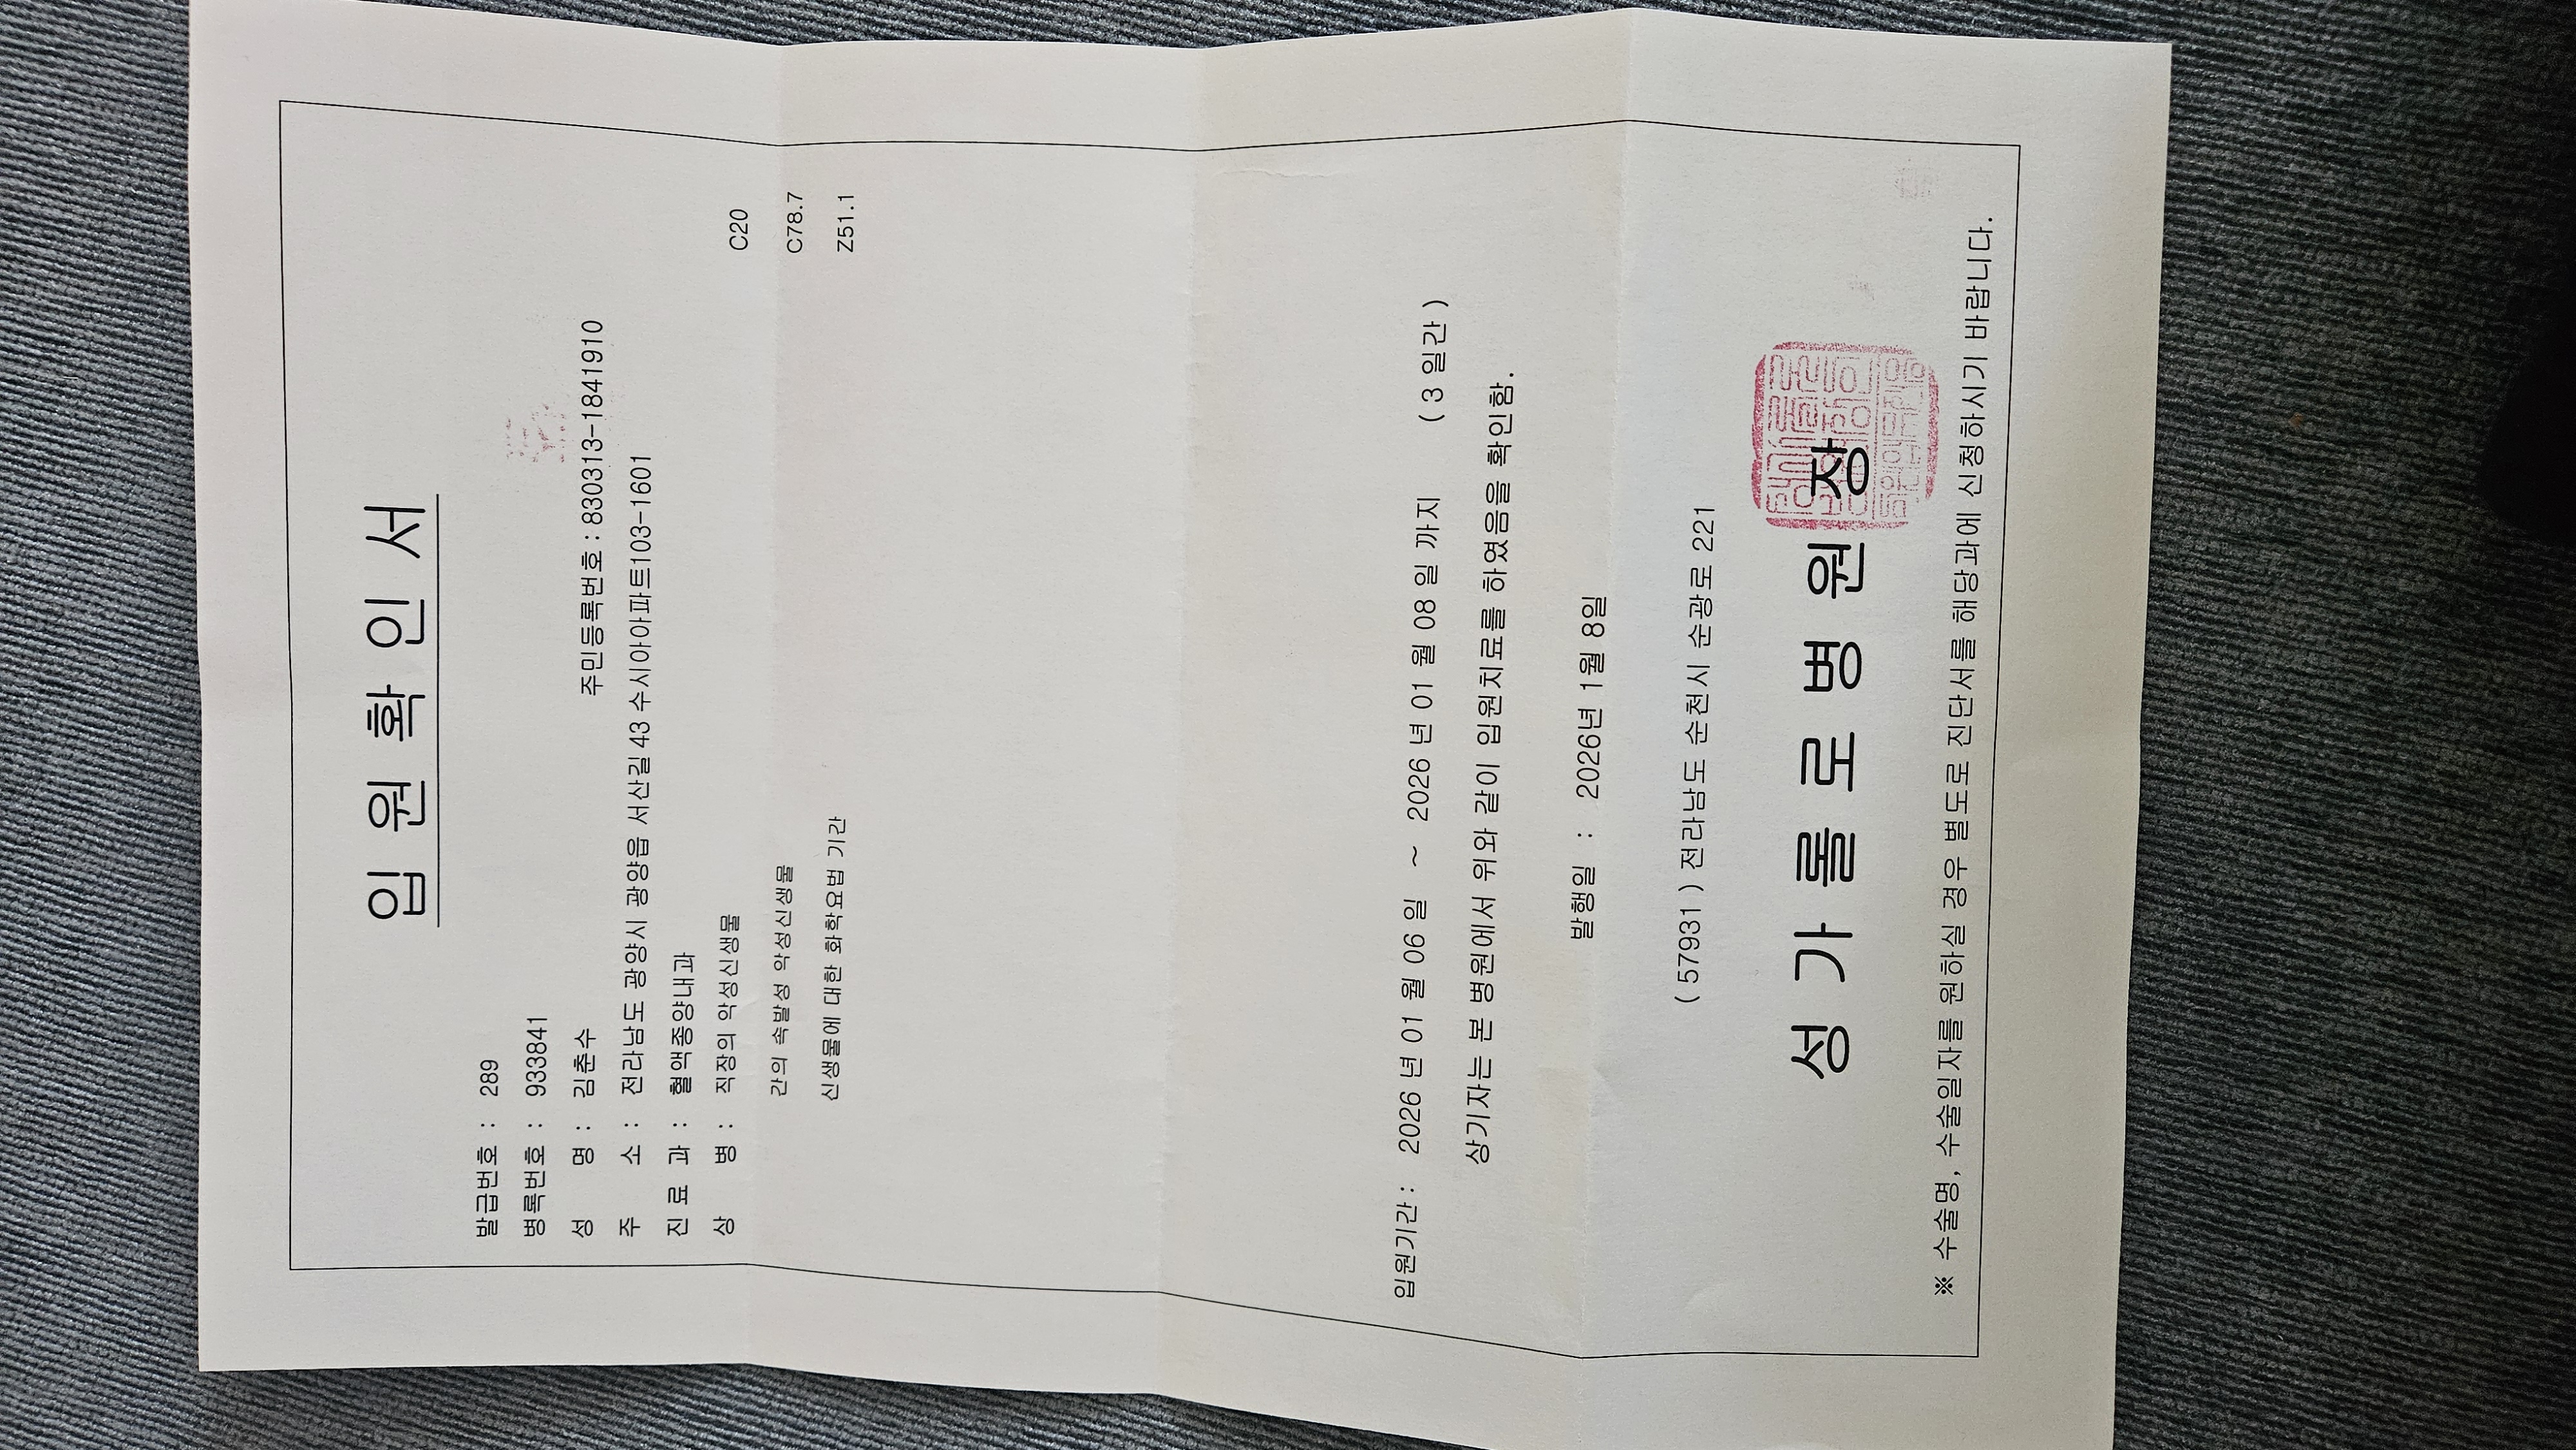 입 원 확 인 서
발급번호 : 289
병록번호 : 933841
성 명 : 김춘수
주민등록번호 : 830313-1841910
주 소 : 전라남도 광양시 광양읍 서산길 43 수시아아파트103-1601
진 료 과 : 혈액종양내과
상 병 : 직장의 악성신생물 C20
간의 속발성 악성신생물 C78.7
신생물에 대한 화학요법 기간 Z51.1
입원기간 : 2026 년 01 월 06 일 ~ 2026 년 01 월 08 일 까지 ( 3 일간 )
상기자는 본 병원에서 위와 같이 입원치료를 하였음을 확인함.
발행일 : 2026년 1월 8일
( 57931 ) 전라남도 순천시 순광로 221
성 가 롤 로 병 원 장
※ 수술명, 수술일자를 원하실 경우 별도로 진단서를 해당과에 신청하시기 바랍니다.